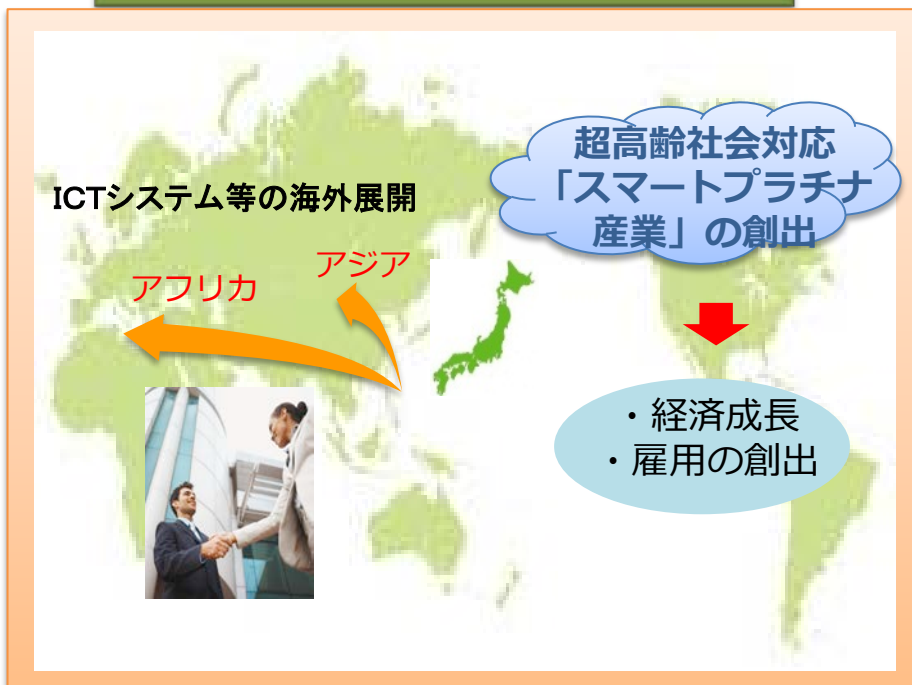 超高齢社会対応
「スマートプラチナ
産業」の創出
ICTシステム等の海外展開
アジア
アフリカ
・経済成長
・雇用の創出